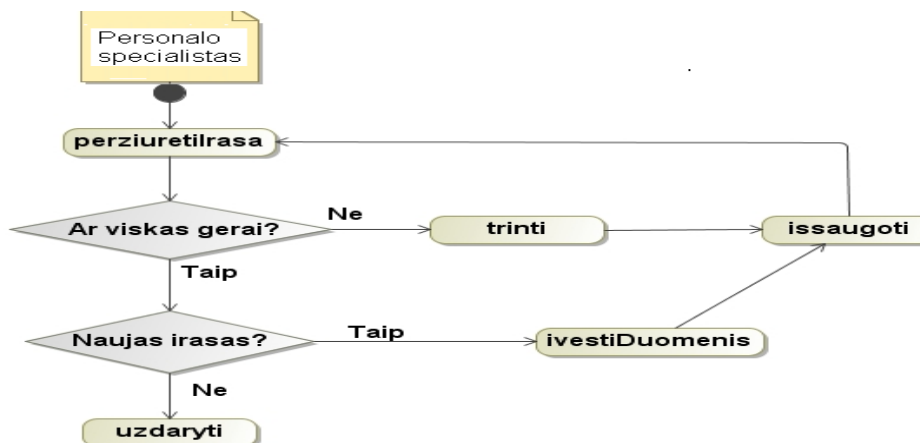 Personalo
specialistas
perziuretiIrasa
Ar viskas gerai?
Ne
trinti
issaugoti
Taip
Naujas irasas?
Taip
ivestiDuomenis
Ne
uzdaryti